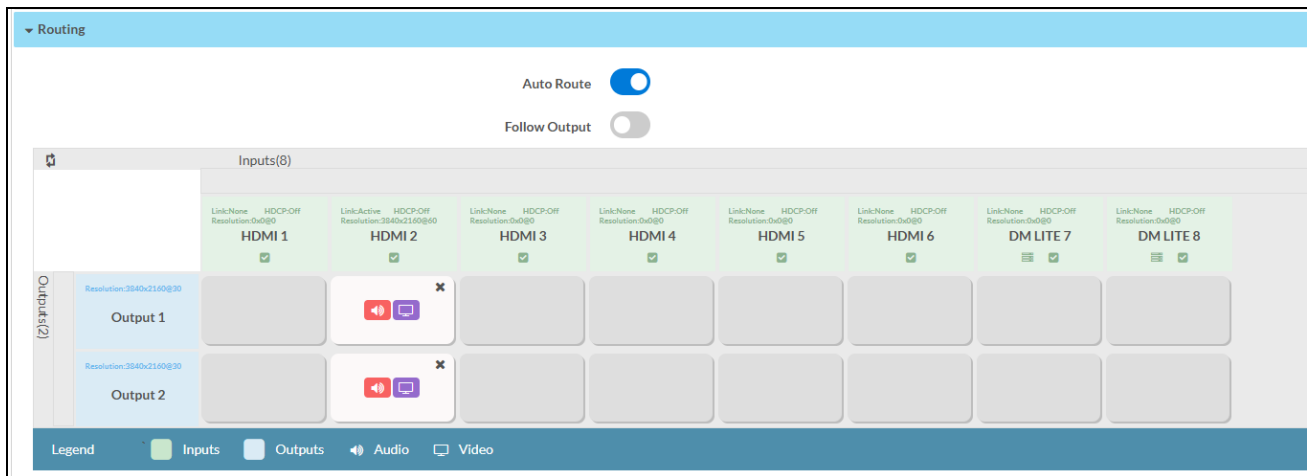 Routing
Auto Route
Follow Output
Inputs(8)
Link:None HDCP:Off Link:Active HDCP:Off Link:None HDCP:Off Link:None HDCP:Off Link:None HDCP:Off Link:None HDCP:Off Link:None HDCP:Off Link:None HDCP:Off
Resolution:0x0@0 Resolution:3840x2160@60 Resolution:0x0@0 Resolution:0x0@0 Resolution:0x0@0 Resolution:0x0@0 Resolution:0x0@0 Resolution:0x0@0
HDMI 1 HDMI 2 HDMI 3 HDMI 4 HDMI 5 HDMI 6 DM LITE 7 DM LITE 8
Outputs(2)
Resolution:3840x2160@30
Output 1
Resolution:3840x2160@30
Output 2
Legend Inputs Outputs Audio Video